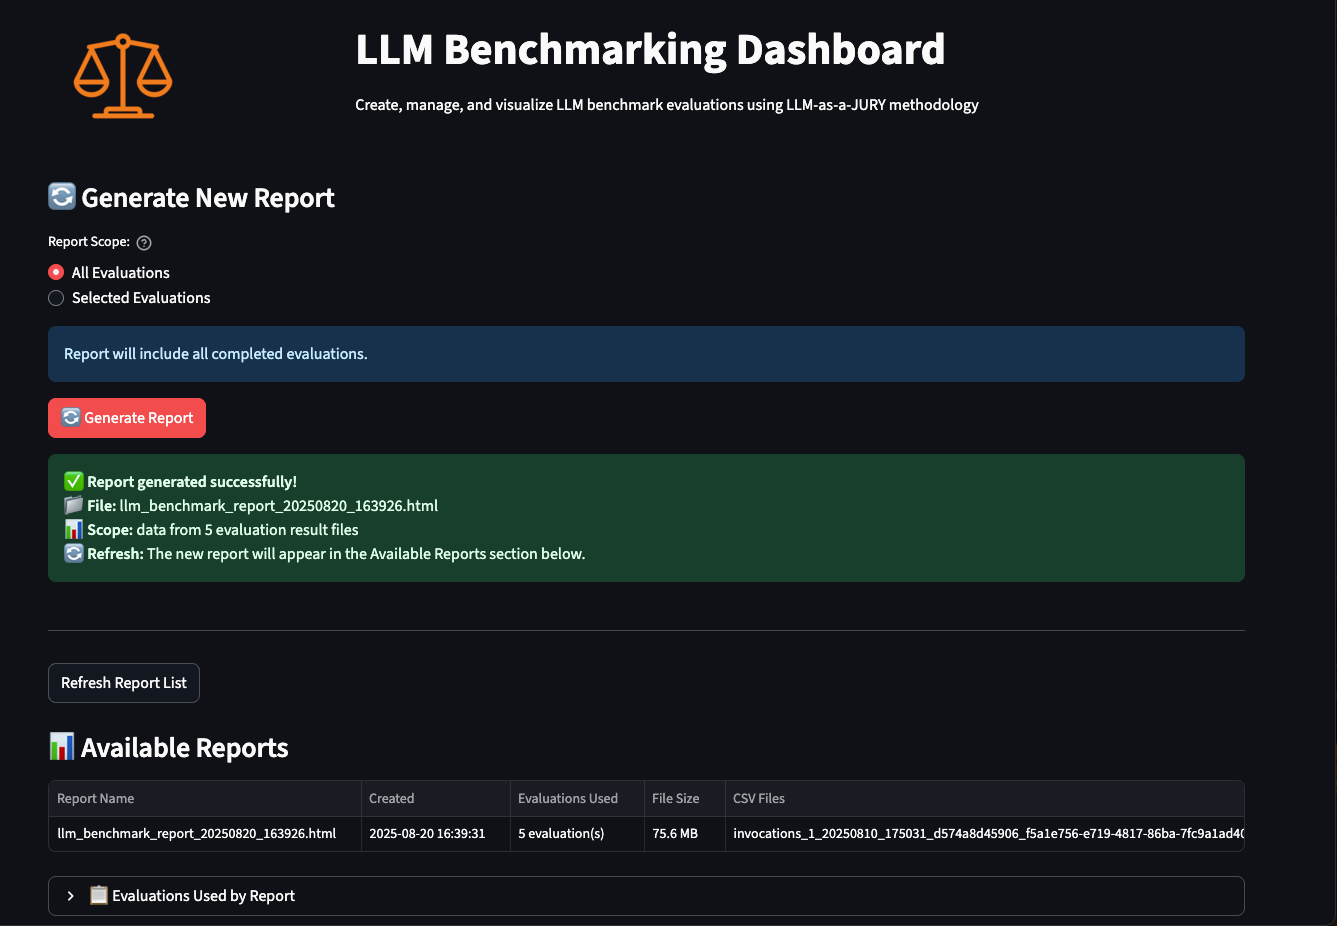 LLM Benchmarking Dashboard
Create, manage, and visualize LLM benchmark evaluations using LLM-as-a-JURY methodology
Generate New Report
Report Scope:
All Evaluations
Selected Evaluations
Report will include all completed evaluations.
Generate Report
Report generated successfully!
File: llm_benchmark_report_20250820_163926.html
Scope: data from 5 evaluation result files
Refresh: The new report will appear in the Available Reports section below.
Refresh Report List
Available Reports
Report Name Created Evaluations Used File Size CSV Files
llm_benchmark_report_20250820_163926.html 2025-08-20 16:39:31 5 evaluation(s) 75.6 MB invocations_1_20250810_175031_d574a8d45906_f5a1e756-e719-4817-86ba-7fc9a1ad40
Evaluations Used by Report